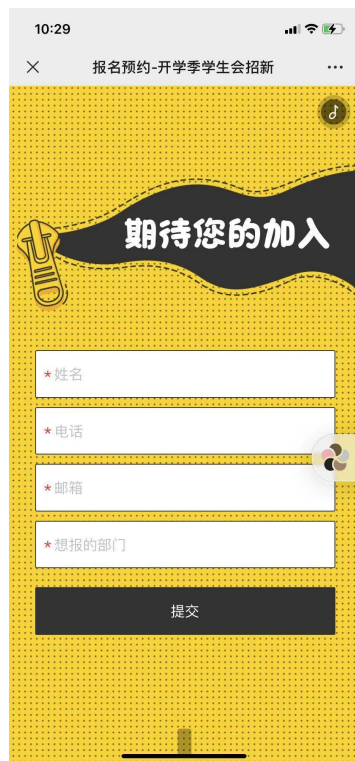 10:29
报名预约-开学季学生会招新
期待您的加入
*姓名
*电话
*邮箱
*想报的部门
提交